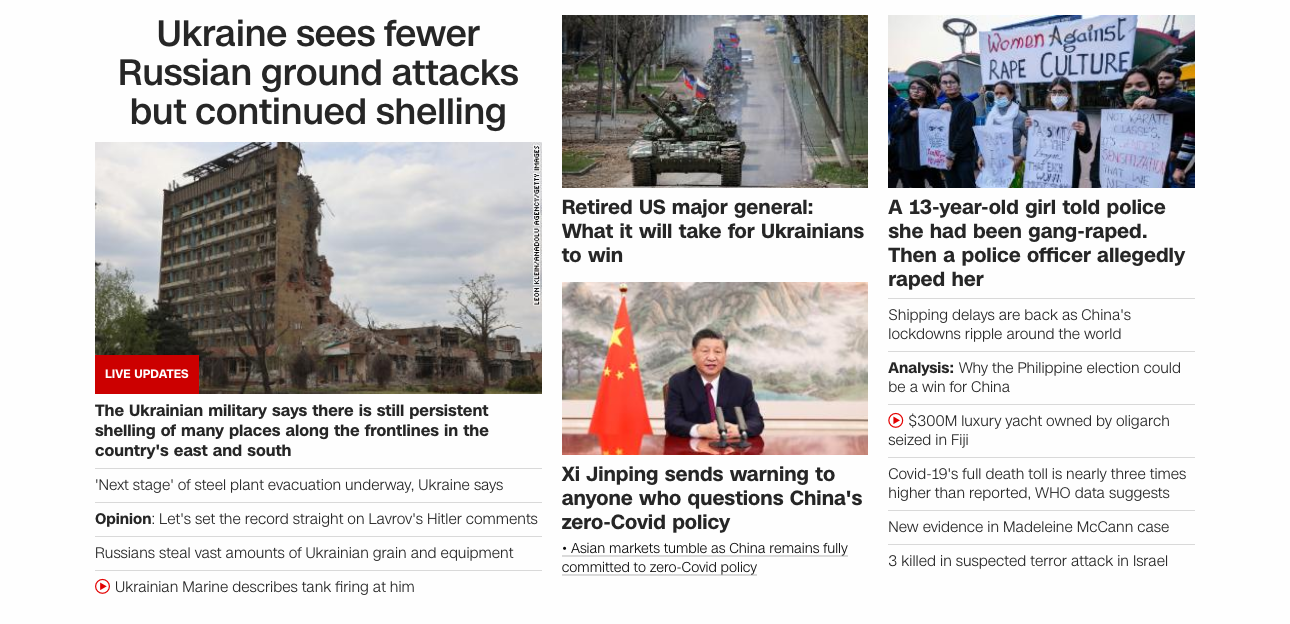 Ukraine sees fewer
Russian ground attacks
but continued shelling
LEON KLEIN/ANADOLU AGENCY/GETTY IMAGES
LIVE UPDATES
The Ukrainian military says there is still persistent
shelling of many places along the frontlines in the
country's east and south
'Next stage' of steel plant evacuation underway, Ukraine says
Opinion: Let's set the record straight on Lavrov's Hitler comments
Russians steal vast amounts of Ukrainian grain and equipment
Ukrainian Marine describes tank firing at him
Retired US major general:
What it will take for Ukrainians
to win
Xi Jinping sends warning to
anyone who questions China's
zero-Covid policy
• Asian markets tumble as China remains fully
committed to zero-Covid policy
Women Against
RAPE CULTURE
NOT KARATE
CLASSES,
SENSITIZATION
THAT WE
A 13-year-old girl told police
she had been gang-raped.
Then a police officer allegedly
raped her
Shipping delays are back as China's
lockdowns ripple around the world
Analysis: Why the Philippine election could
be a win for China
$300M luxury yacht owned by oligarch
seized in Fiji
Covid-19's full death toll is nearly three times
higher than reported, WHO data suggests
New evidence in Madeleine McCann case
3 killed in suspected terror attack in Israel